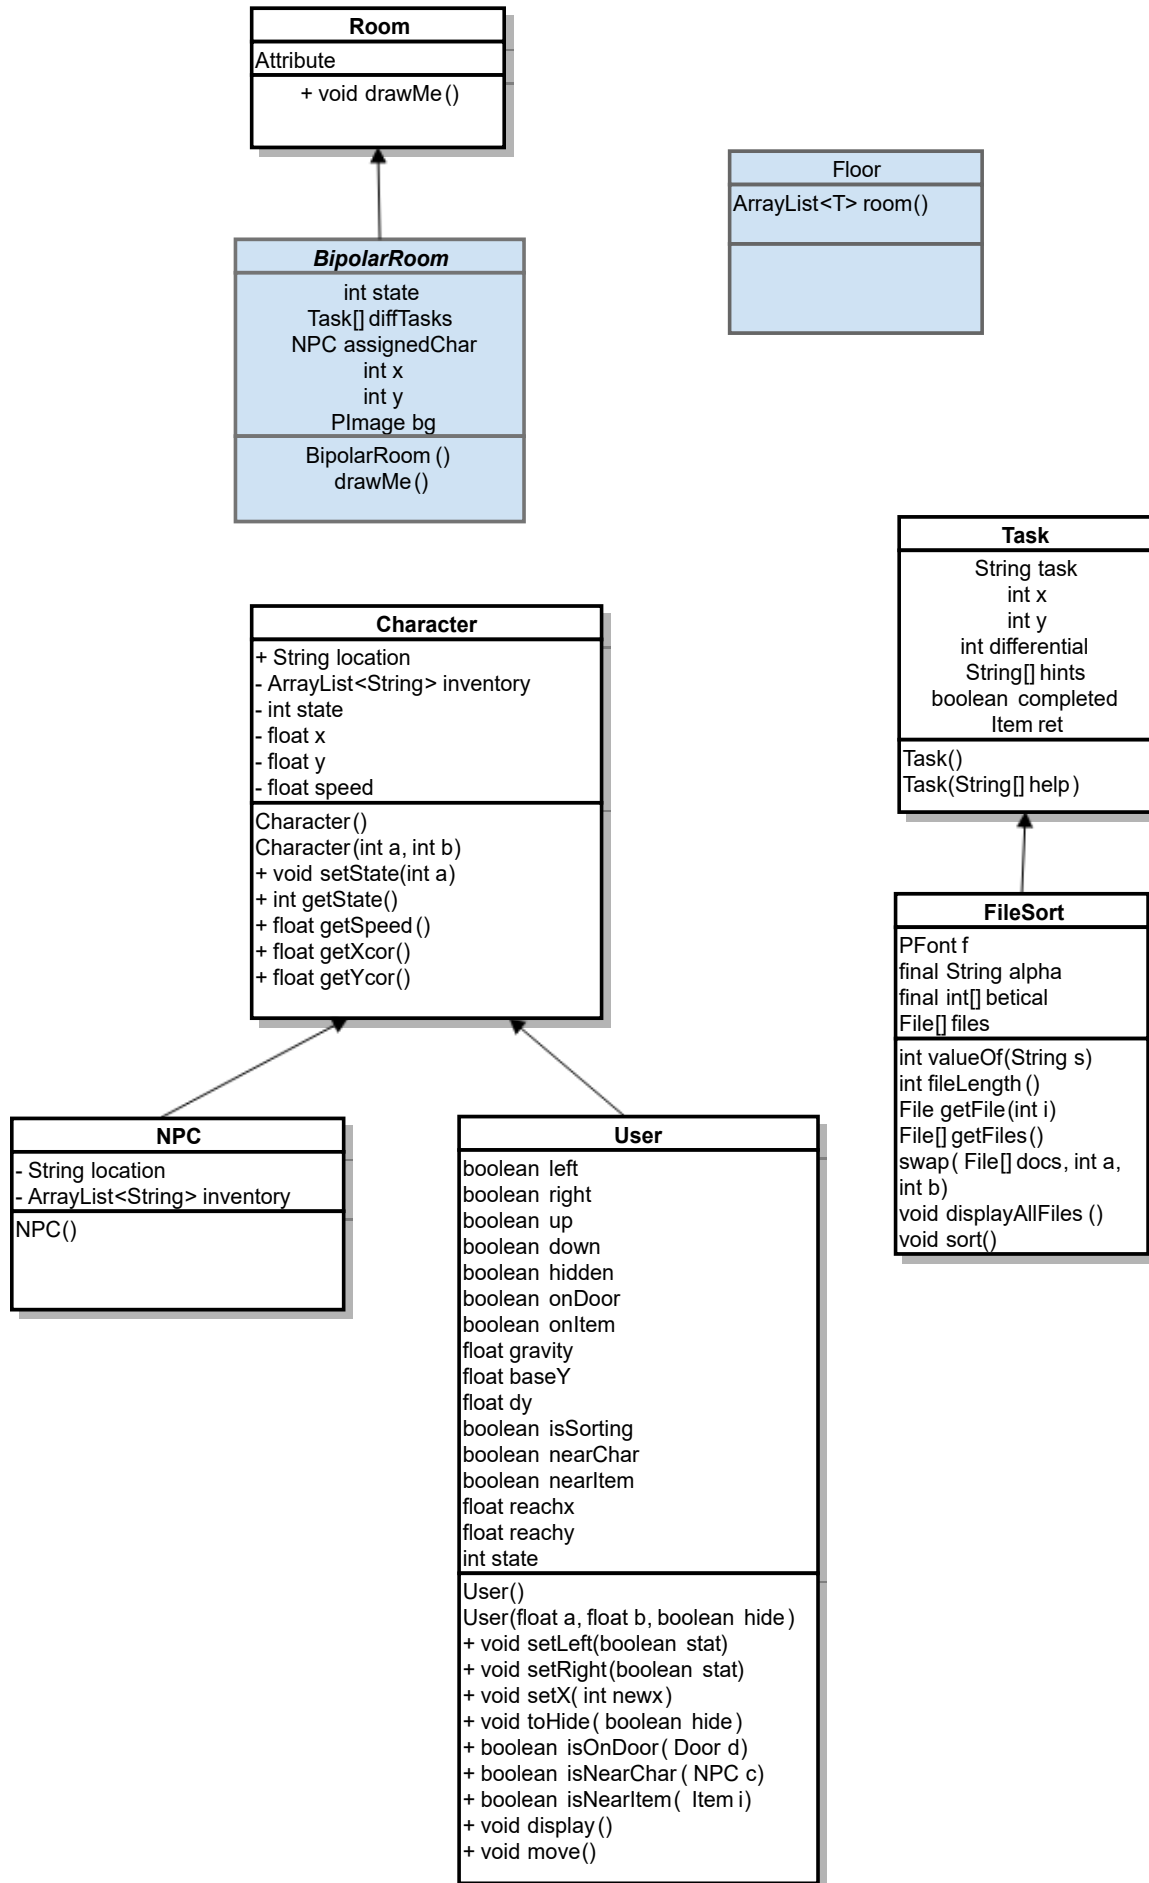 Room
Attribute
+ void drawMe()
Floor
ArrayList<T> room()
BipolarRoom
int state
Task[] diffTasks
NPC assignedChar
int x
int y
PImage bg
BipolarRoom ()
drawMe()
Task
String task
int x
int y
int differential
String[] hints
boolean completed
Item ret
Task()
Task(String[] help)
Character
+ String location
- ArrayList<String> inventory
- int state
- float x
- float y
- float speed
Character()
Character(int a, int b)
+ void setState(int a)
+ int getState()
+ float getSpeed()
+ float getXcor()
+ float getYcor()
FileSort
PFont f
final String alpha
final int[] betical
File[] files
int valueOf(String s)
int fileLength()
File getFile(int i)
File[] getFiles()
swap( File[] docs, int a,
int b)
void displayAllFiles ()
void sort()
NPC
- String location
- ArrayList<String> inventory
NPC()
User
boolean left
boolean right
boolean up
boolean down
boolean hidden
boolean onDoor
boolean onItem
float gravity
float baseY
float dy
boolean isSorting
boolean nearChar
boolean nearItem
float reachx
float reachy
int state
User()
User(float a, float b, boolean hide)
+ void setLeft(boolean stat)
+ void setRight(boolean stat)
+ void setX( int newx)
+ void toHide( boolean hide)
+ boolean isOnDoor( Door d)
+ boolean isNearChar( NPC c)
+ boolean isNearItem( Item i)
+ void display()
+ void move()